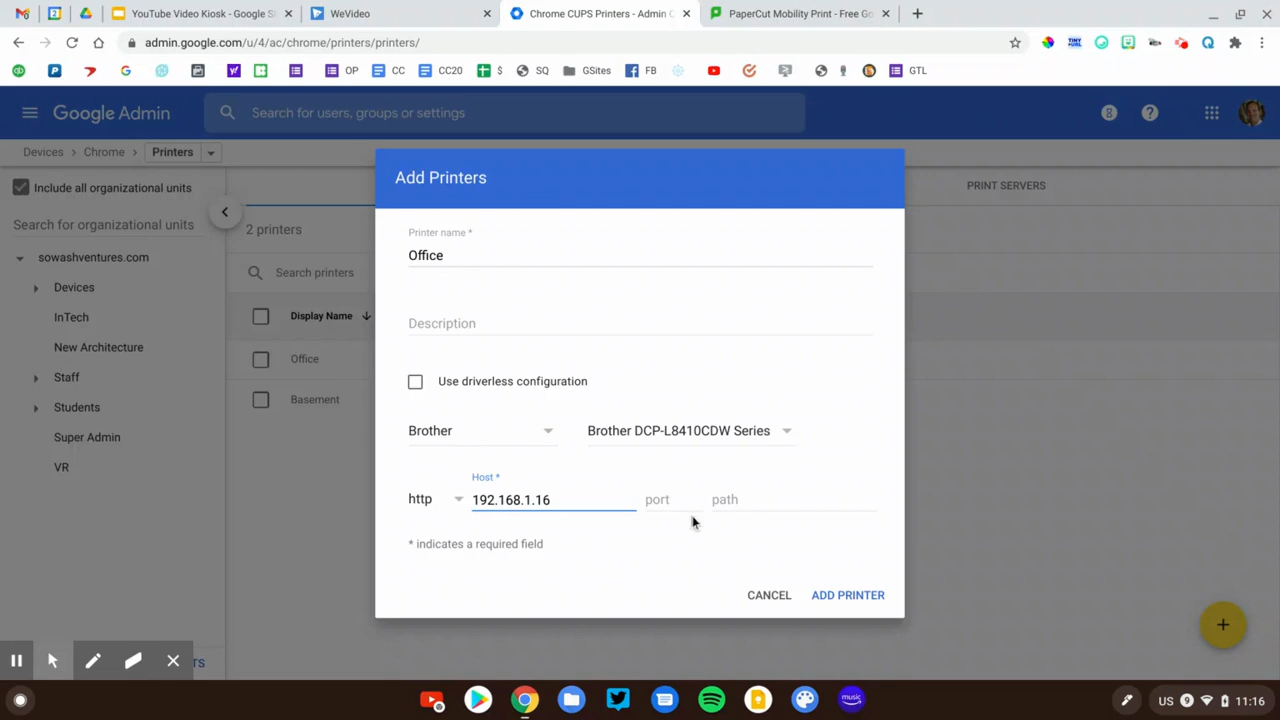 YouTube Video Kiosk - Google S
WeVideo
Chrome CUPS Printers - Admin C
PaperCut Mobility Print - Free Go
admin.google.com/u/4/ac/chrome/printers/printers/
OP
CC
CC20
$
SQ
GSites
FB
GTL
Google Admin
Search for users, groups or settings
Devices
Chrome
Printers
Include all organizational units
Search for organizational units
sowashventures.com
Devices
InTech
New Architecture
Staff
Students
Super Admin
VR
PRINT SERVERS
2 printers
Search printers
Display Name
Office
Basement
Add Printers
Printer name *
Office
Description
Use driverless configuration
Brother
Brother DCP-L8410CDW Series
Host *
http
192.168.1.16
port
path
* indicates a required field
CANCEL
ADD PRINTER
TS
music
US
9
11:16